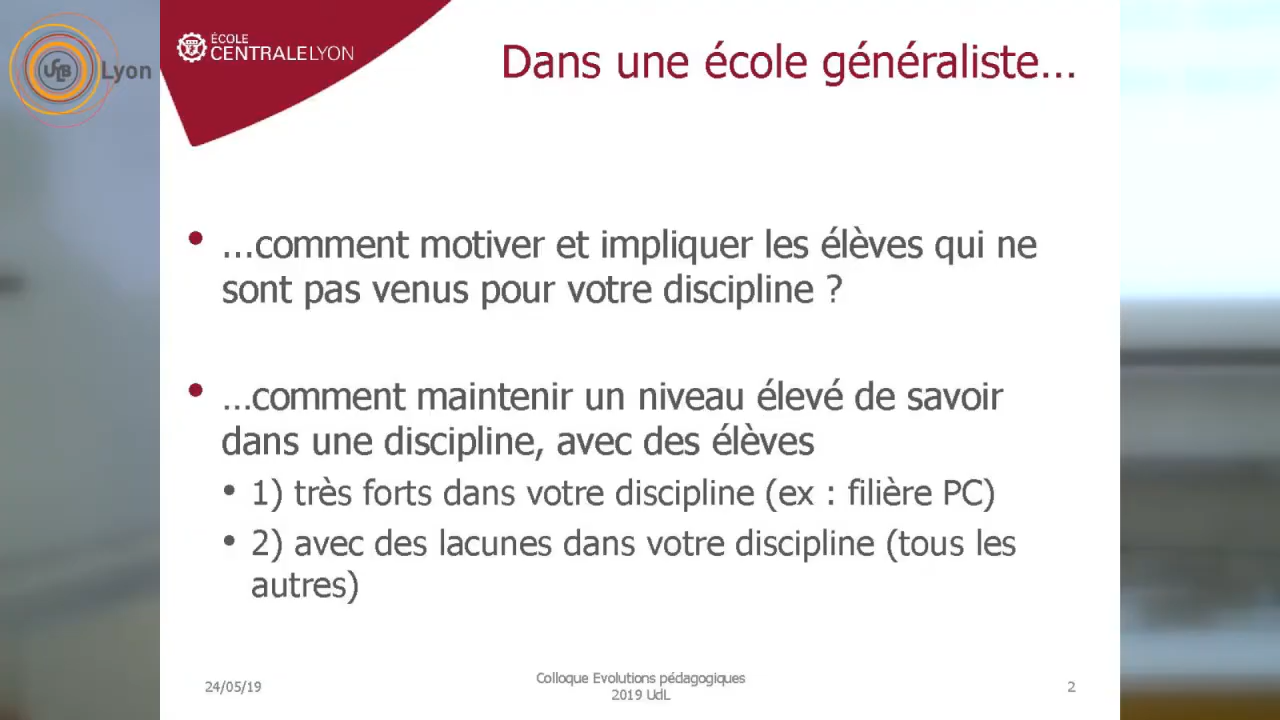 Lyon
ÉCOLE
CENTRALELYON
Dans une école généraliste…
• …comment motiver et impliquer les élèves qui ne
sont pas venus pour votre discipline ?
• …comment maintenir un niveau élevé de savoir
dans une discipline, avec des élèves
• 1) très forts dans votre discipline (ex : filière PC)
• 2) avec des lacunes dans votre discipline (tous les
autres)
24/05/19
Colloque Evolutions pédagogiques
2019 UdL
2